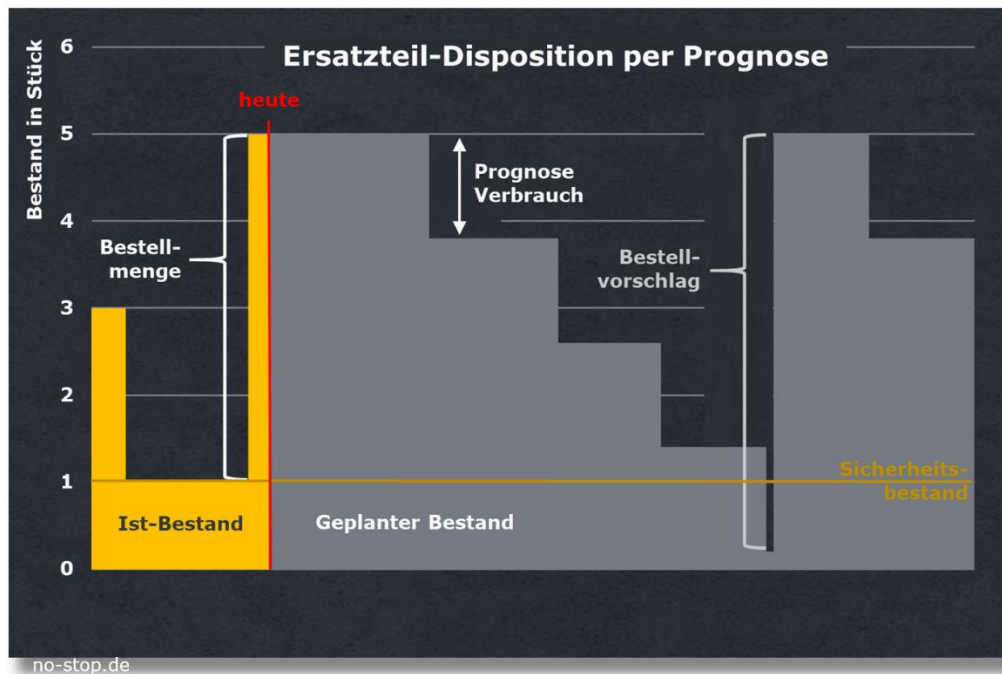 Ersatzteil-Disposition per Prognose
Bestand in Stück
6
5
4
3
2
1
0
heute
Prognose
Verbrauch
Bestell-
menge
Bestell-
vorschlag
Sicherheits-
bestand
Ist-Bestand
Geplanter Bestand
no-stop.de